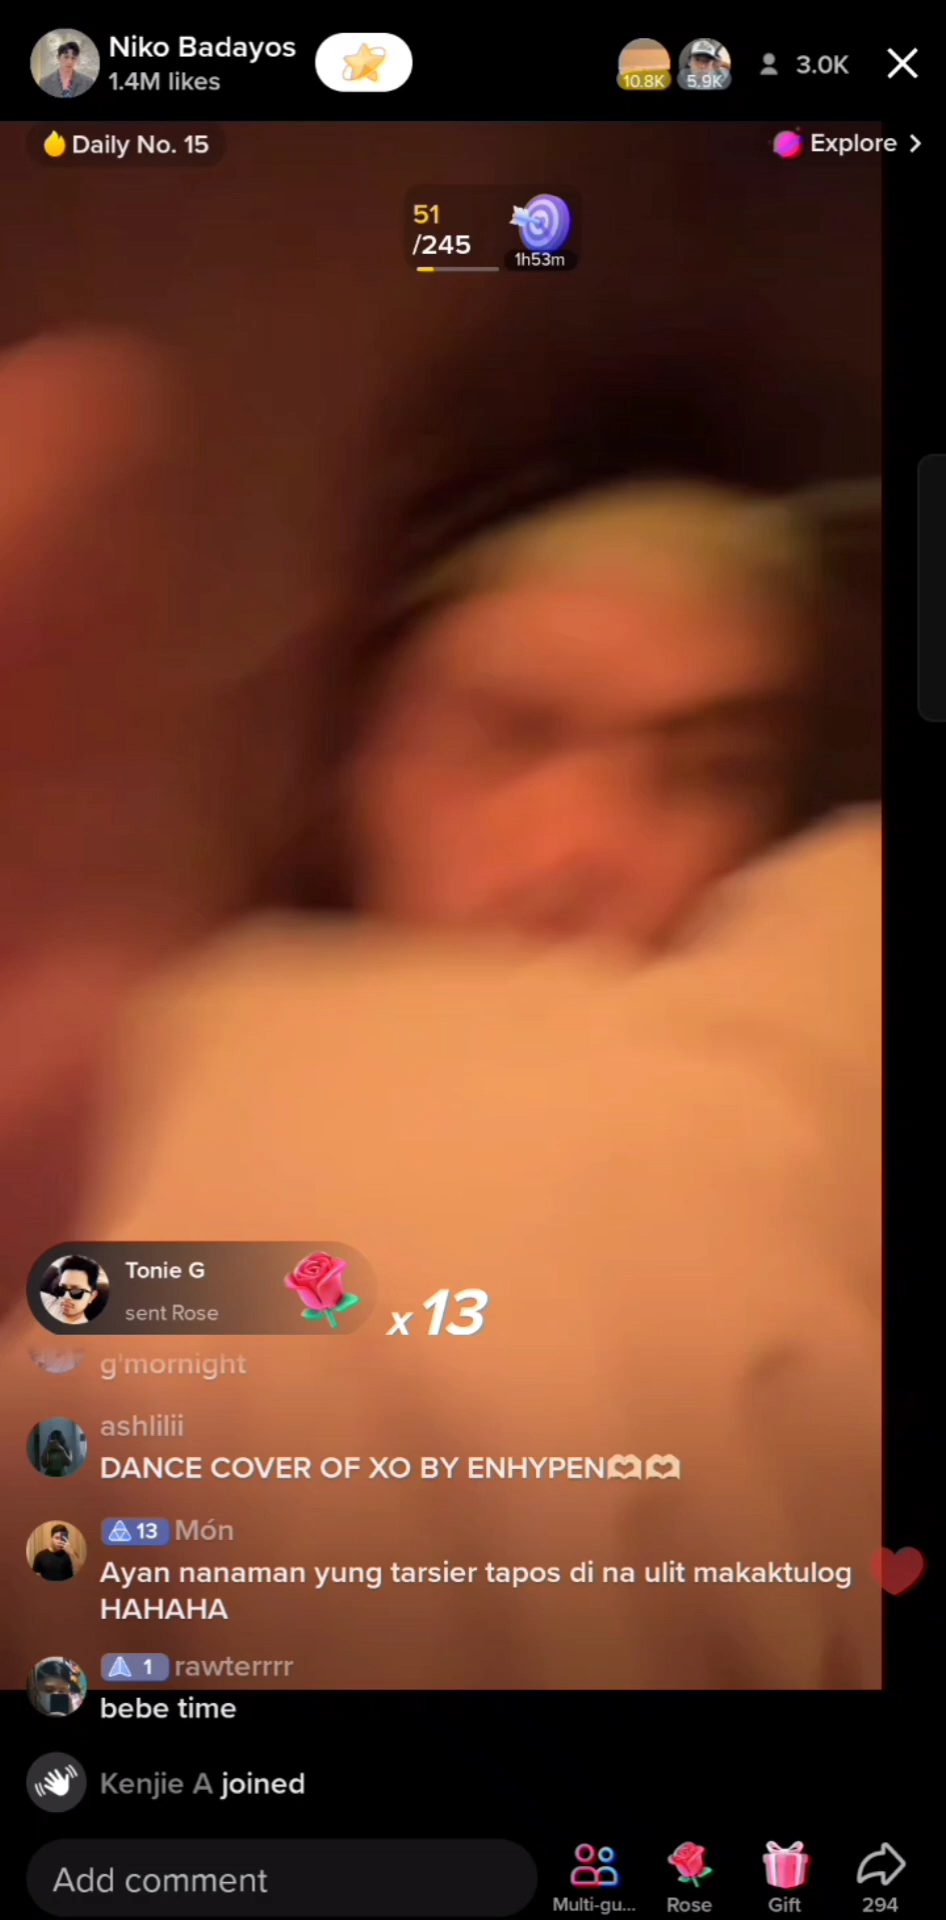 Niko Badayos
1.4M likes
10.8K
5.9K
3.0K
Daily No. 15
Explore
51
/245
1h53m
Tonie G
sent Rose
x 13
g'mornight
ashlilii
DANCE COVER OF XO BY ENHYPEN🫶🫶
13 Món
Ayan nanaman yung tarsier tapos di na ulit makaktulog
HAHAHA
1 rawterrrr
bebe time
Kenjie A joined
Add comment
Multi-gu...
Rose
Gift
294